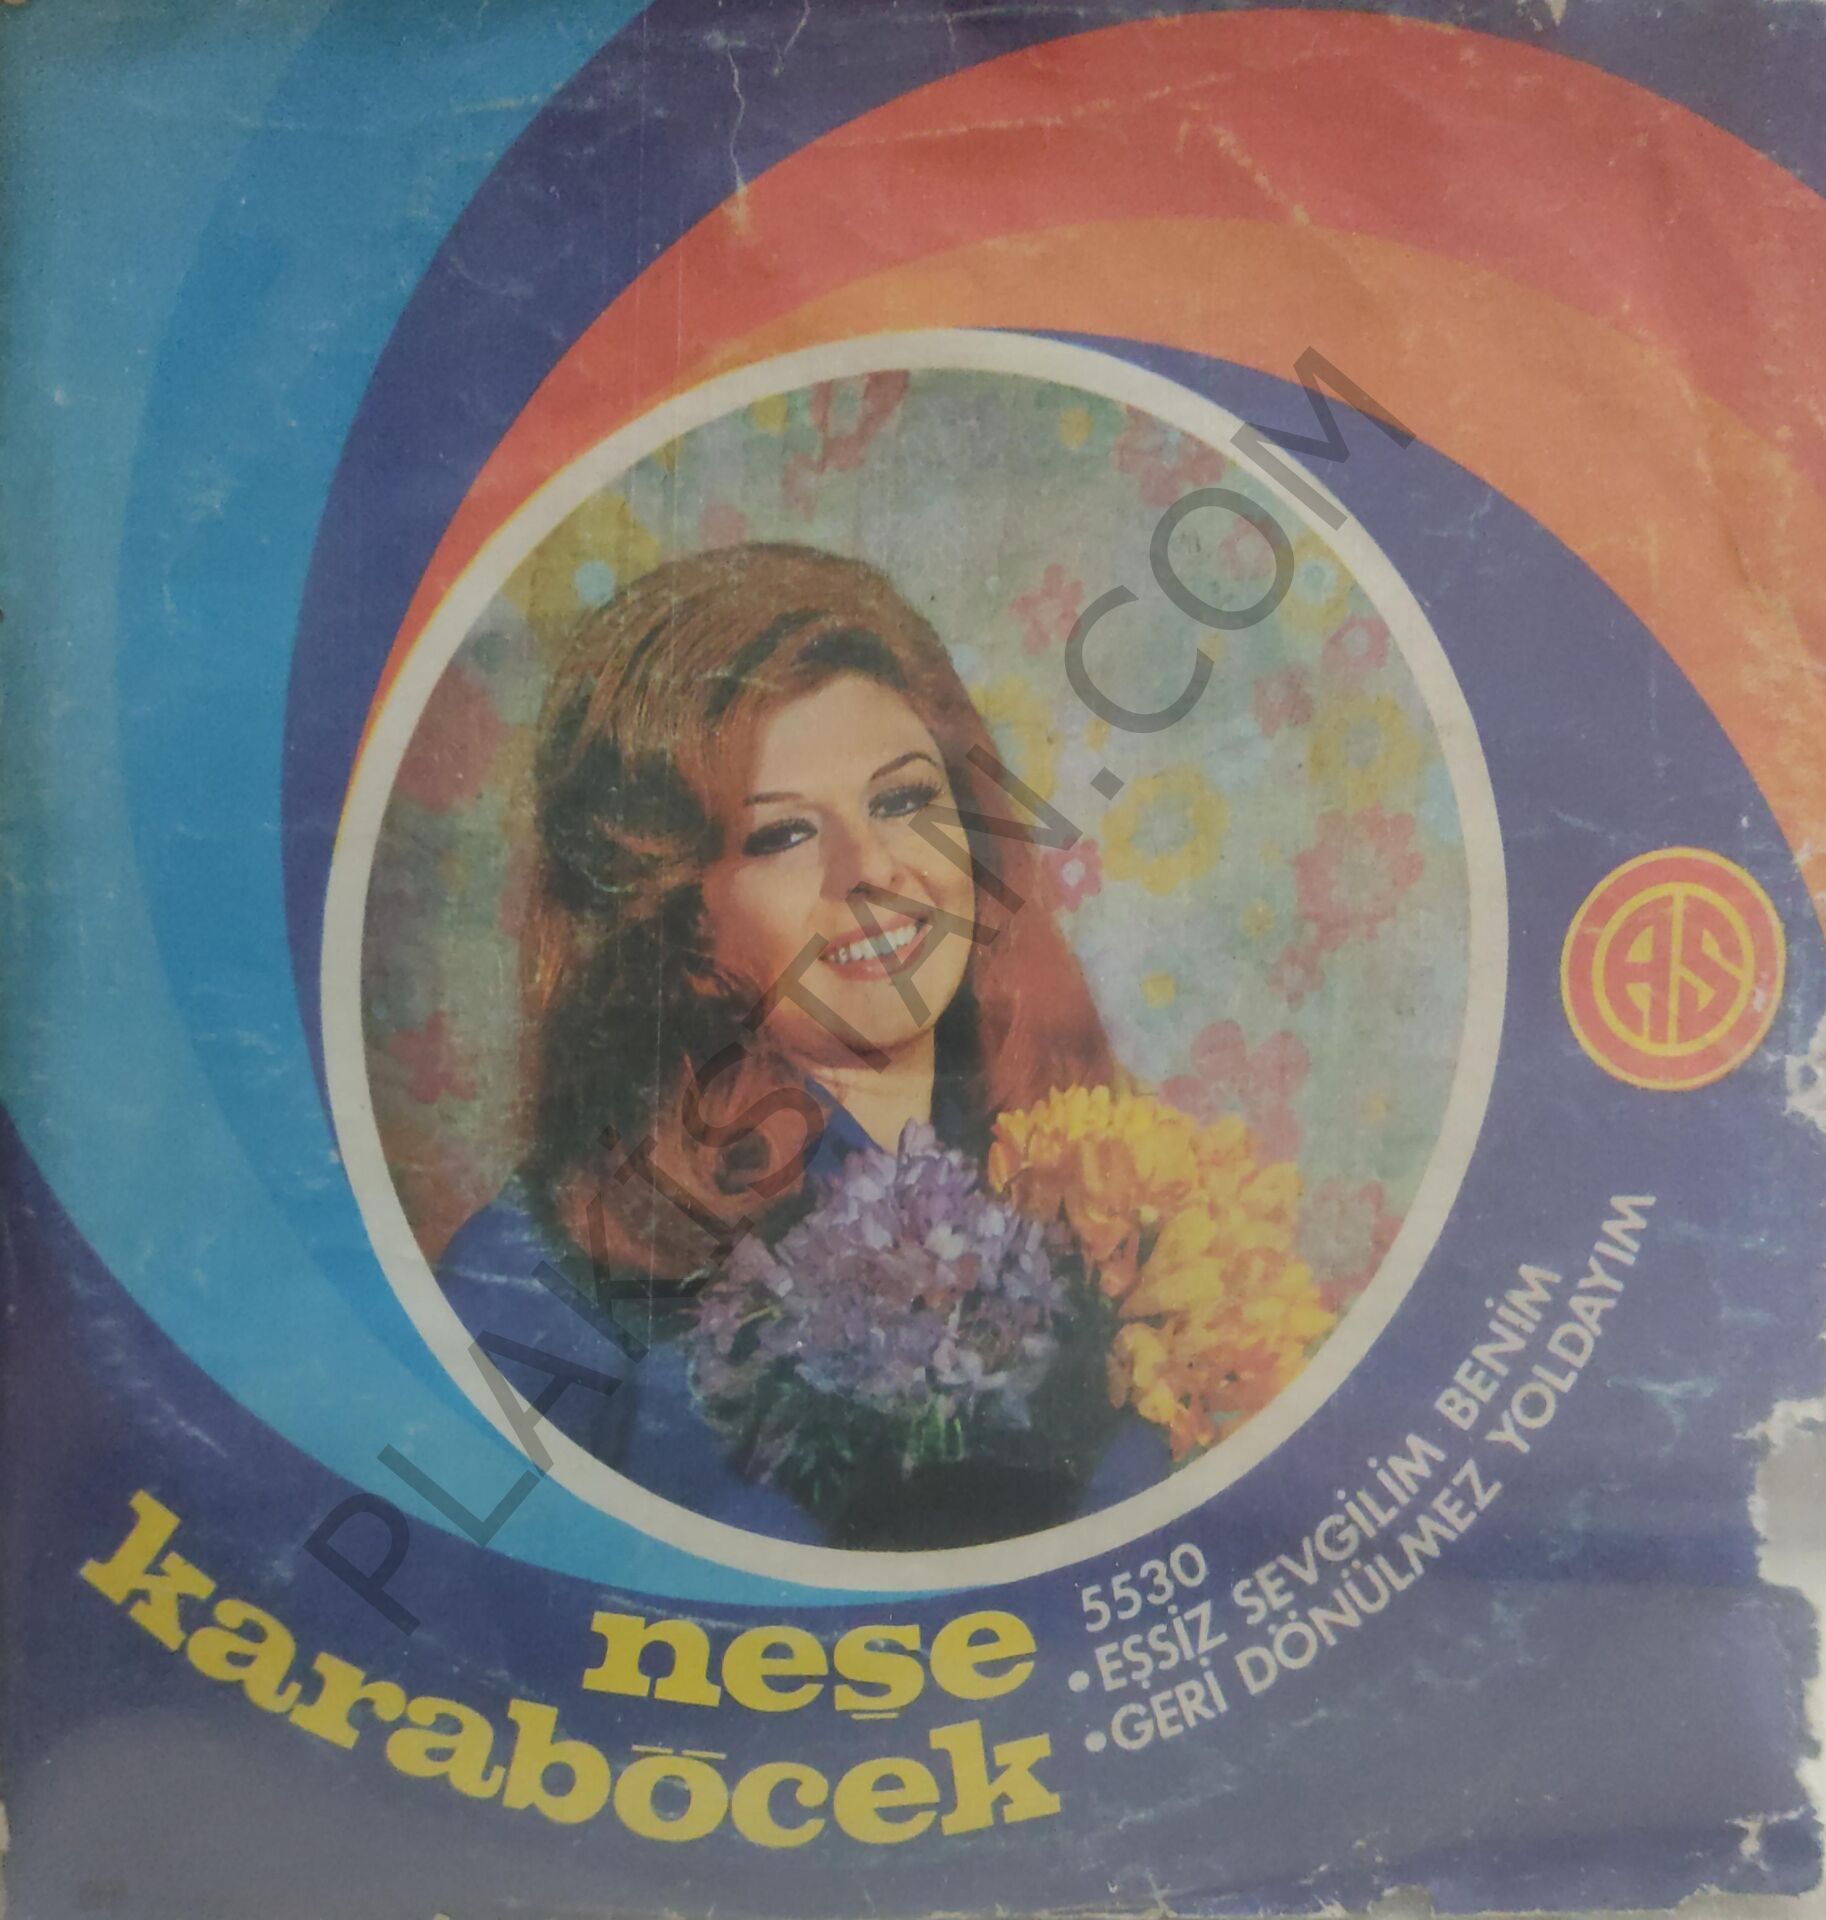 AS
neşe
karaböcek
5530
• EŞSİZ SEVGİLİM BENİM
• GERİ DÖNÜLMEZ YOLDAYIM
PLAKİSTAN.COM